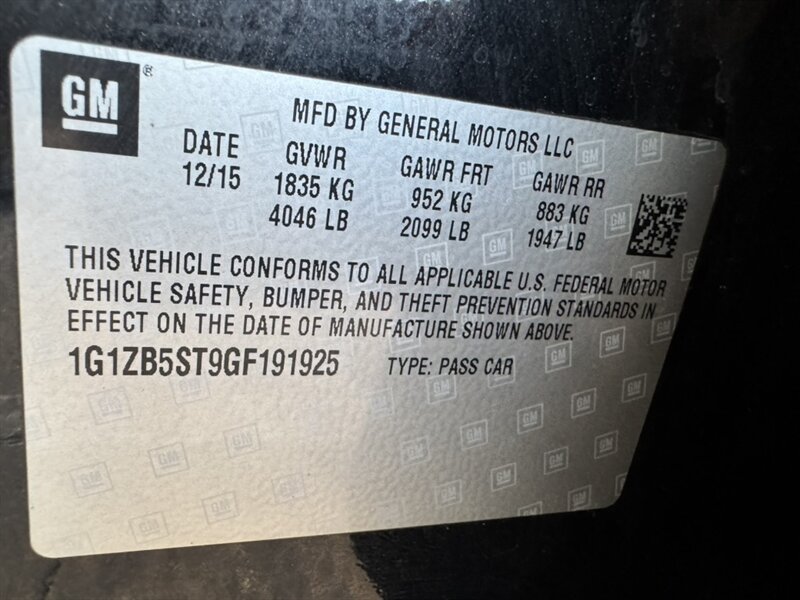 GM ®
MFD BY GENERAL MOTORS LLC
DATE GVWR GAWR FRT GAWR RR
12/15 1835 KG 952 KG 883 KG
4046 LB 2099 LB 1947 LB
THIS VEHICLE CONFORMS TO ALL APPLICABLE U.S. FEDERAL MOTOR
VEHICLE SAFETY, BUMPER, AND THEFT PREVENTION STANDARDS IN
EFFECT ON THE DATE OF MANUFACTURE SHOWN ABOVE.
1G1ZB5ST9GF191925 TYPE: PASS CAR